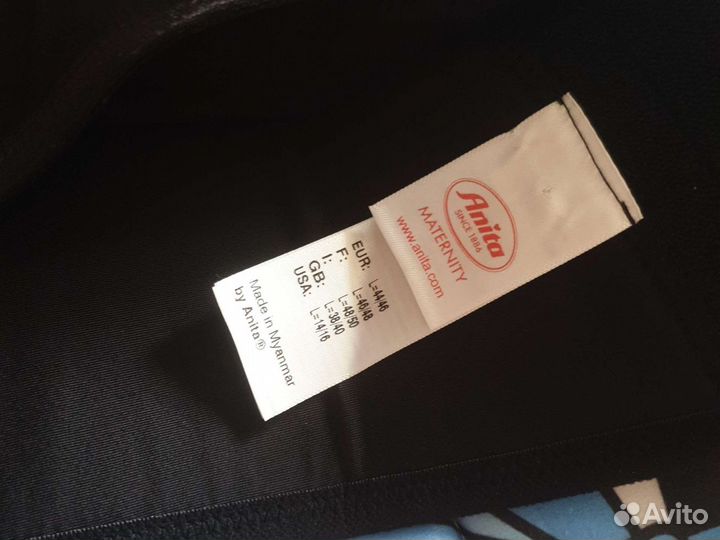 Anita
SINCE 1886
MATERNITY
www.anita.com
EUR: L=44/46
F: L=46/48
I: L=48/50
GB: L=38/40
USA: L=14/16
Made in Myanmar
by Anita®
Avito